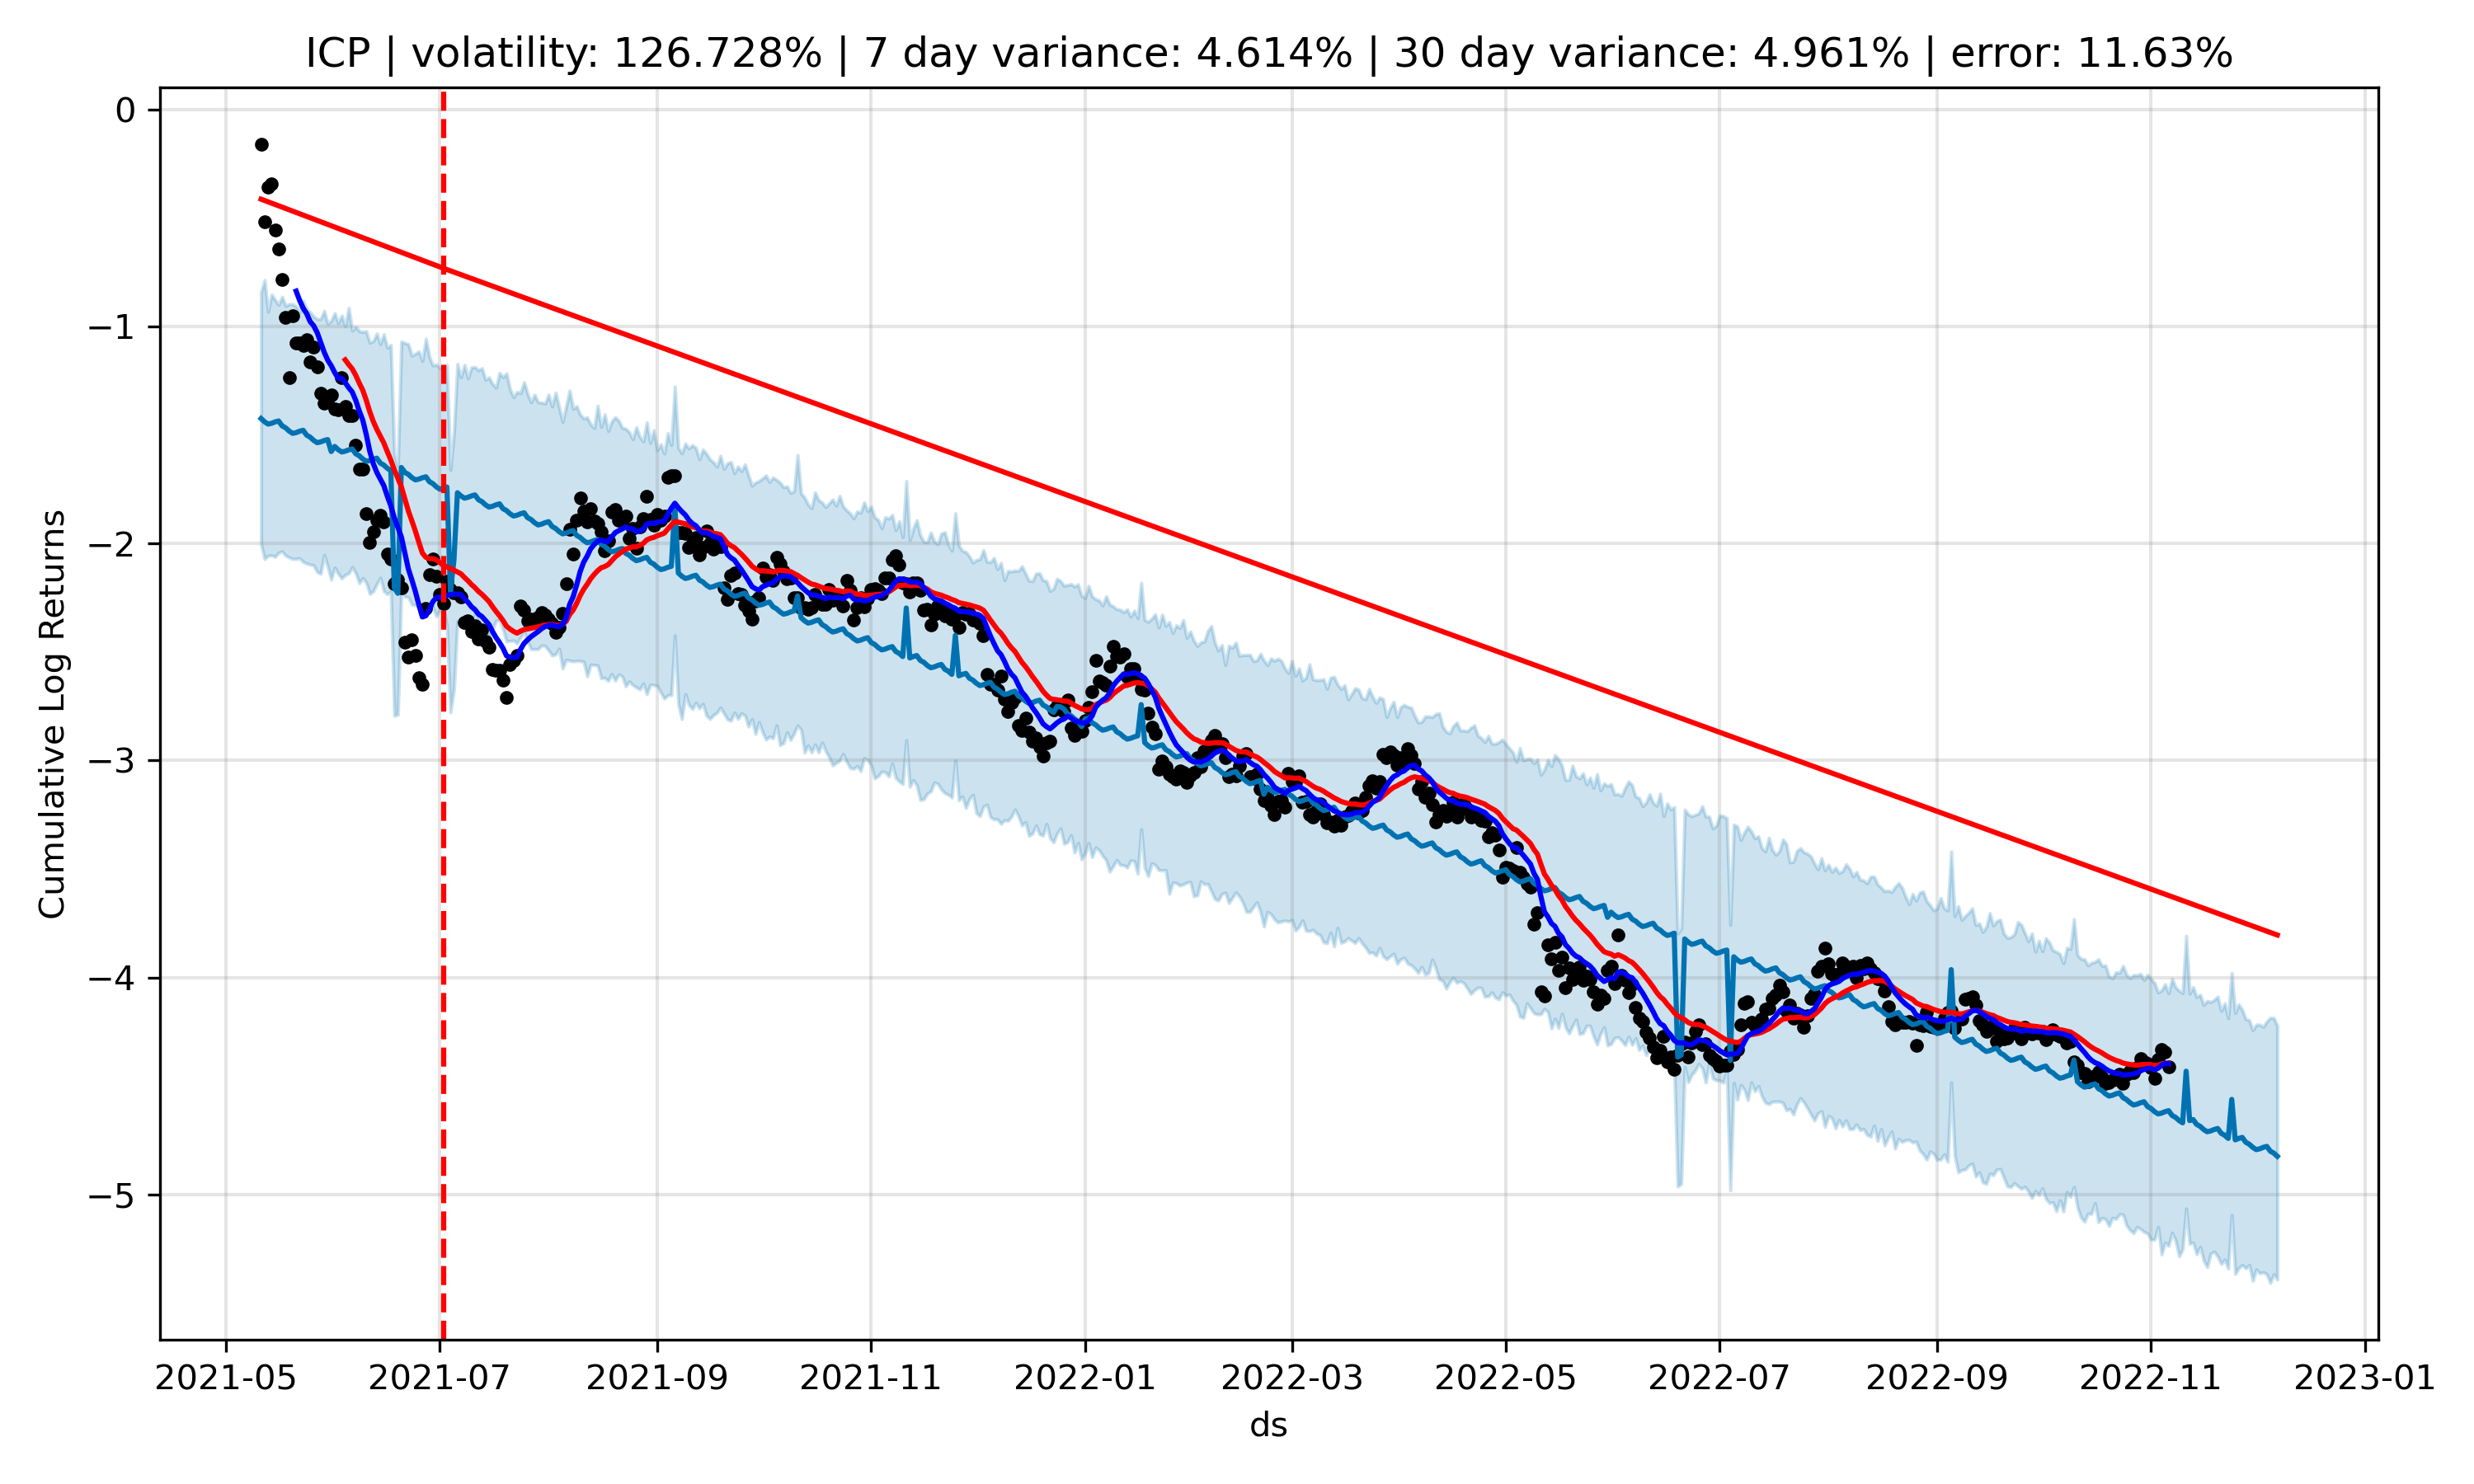 ICP | volatility: 126.728% | 7 day variance: 4.614% | 30 day variance: 4.961% | error: 11.63%
0
−1
−2
−3
−4
−5
Cumulative Log Returns
2021-05 2021-07 2021-09 2021-11 2022-01 2022-03 2022-05 2022-07 2022-09 2022-11 2023-01
ds